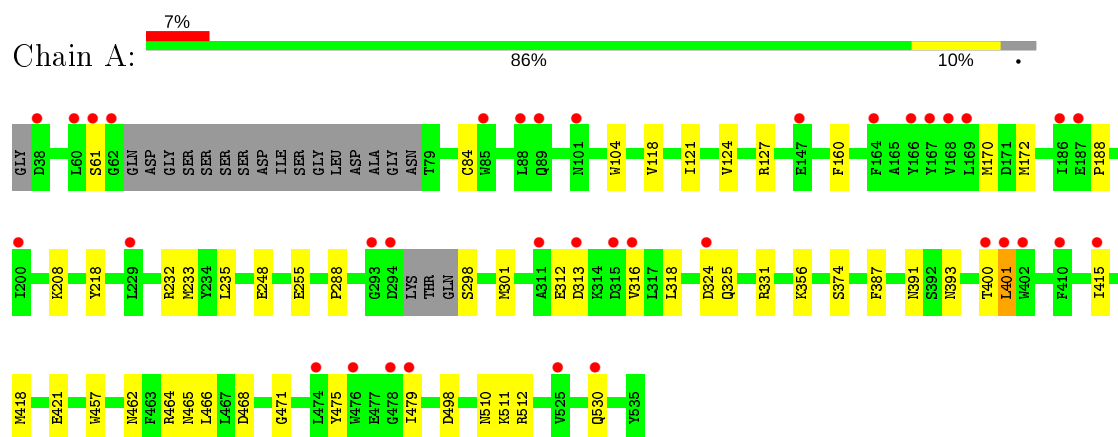 7%
Chain A:
86% 10% •
GLY D38 L60 S61 G62 GLN ASP GLY SER SER SER SER ASP ILE SER GLY LEU ASP ALA GLY ASN T79 C84 W85 L88 Q89 N101 W104 V118 I121 V124 R127 E147 F160 F164 A165 Y166 Y167 V168 L169 M170 D171 M172 I186 E187 P188
I200 K208 Y218 L229 R232 M233 Y234 L235 E248 E255 P288 G293 D294 LYS THR GLN S298 M301 A311 E312 D313 K314 D315 V316 L317 L318 D324 Q325 R331 K356 S374 F387 N391 S392 N393 T400 L401 W402 F410 I415
M418 E421 W457 N462 F463 R464 N465 L466 L467 D468 G471 L474 Y475 W476 E477 G478 I479 D498 N510 K511 R512 V525 Q530 Y535